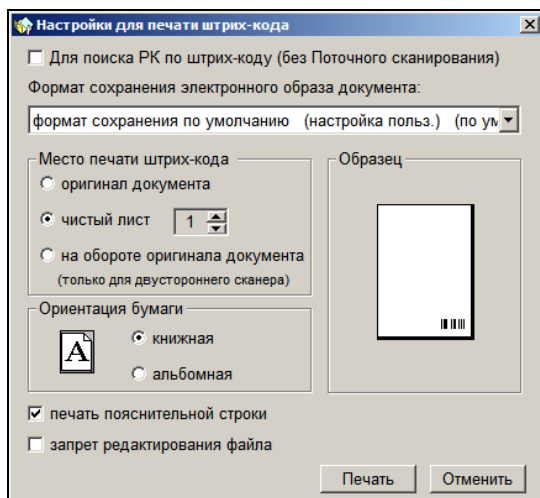 Настройки для печати штрих-кода
Для поиска РК по штрих-коду (без Поточного сканирования)
Формат сохранения электронного образа документа:
формат сохранения по умолчанию (настройка польз.) (по ум
Место печати штрих-кода
оригинал документа
чистый лист 1
на обороте оригинала документа
(только для двустороннего сканера)
Образец
Ориентация бумаги
A
книжная
альбомная
печать пояснительной строки
запрет редактирования файла
Печать Отменить